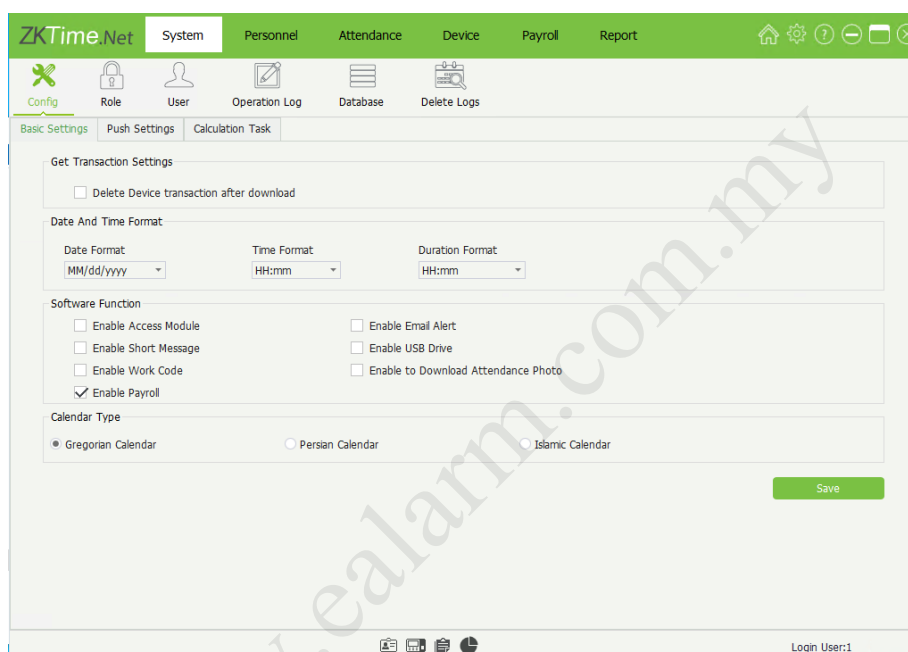 ZKTime.Net System Personnel Attendance Device Payroll Report
Config Role User Operation Log Database Delete Logs
Basic Settings Push Settings Calculation Task
Get Transaction Settings
Delete Device transaction after download
Date And Time Format
Date Format Time Format Duration Format
MM/dd/yyyy HH:mm HH:mm
Software Function
Enable Access Module Enable Email Alert
Enable Short Message Enable USB Drive
Enable Work Code Enable to Download Attendance Photo
Enable Payroll
Calendar Type
Gregorian Calendar Persian Calendar Islamic Calendar
Save
Login User:1
ealarm.com.my